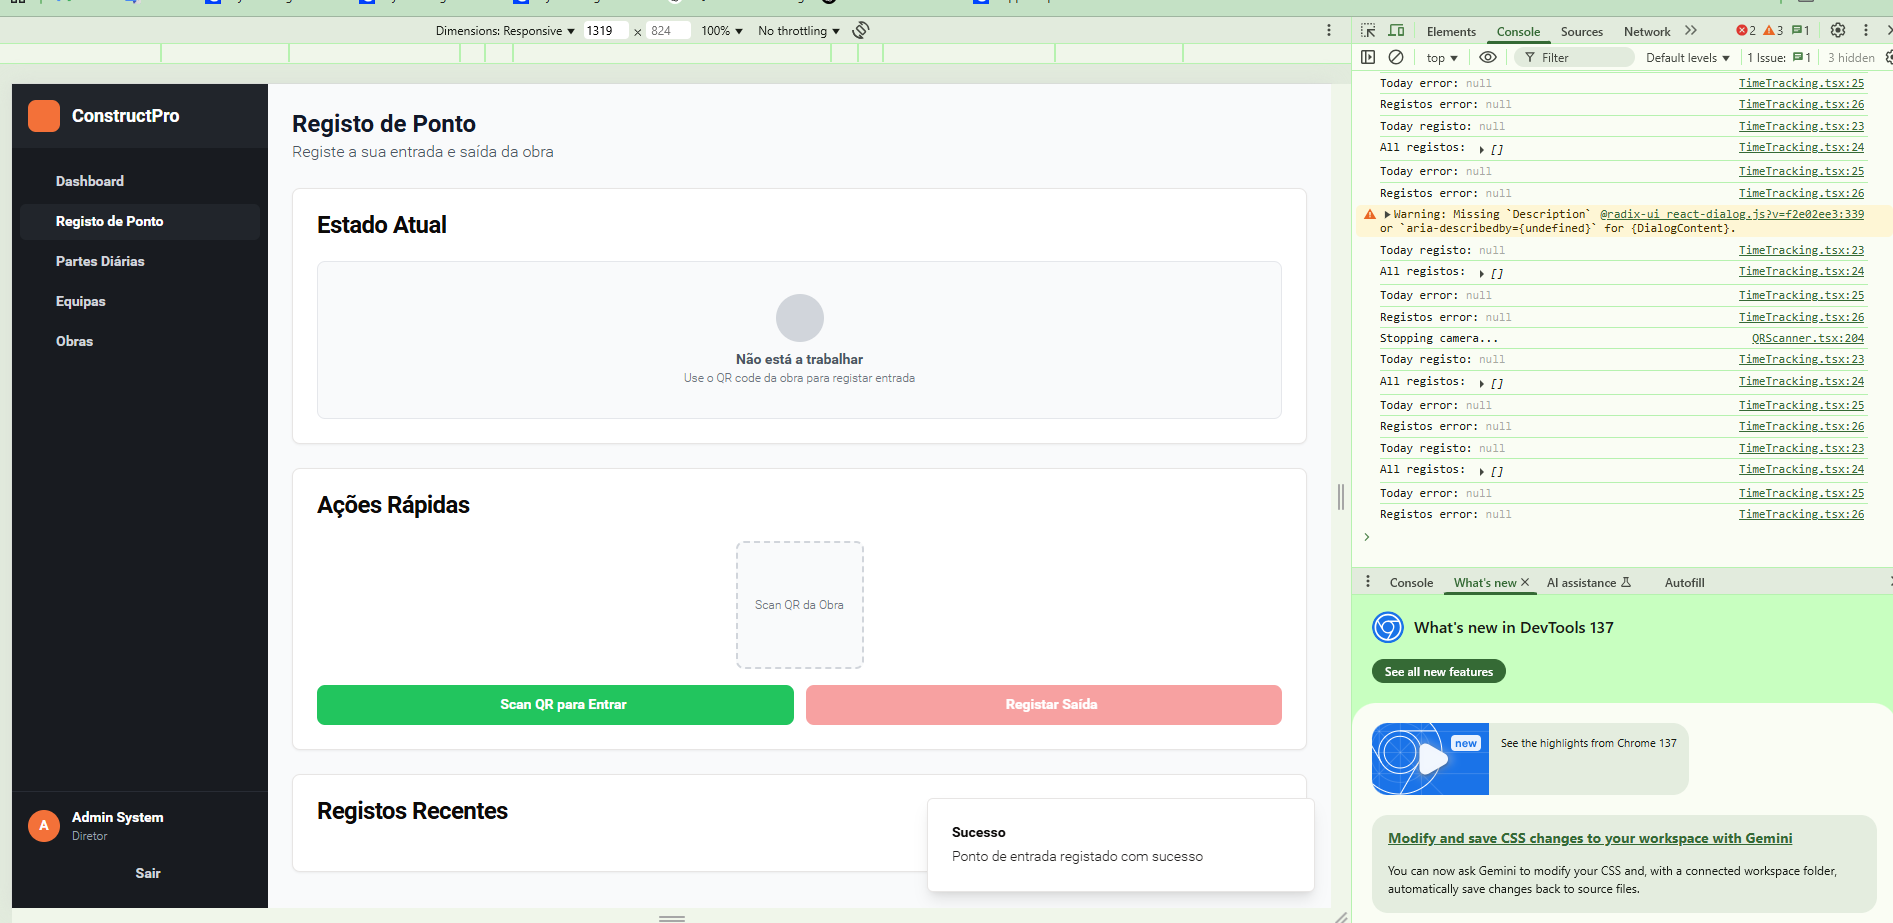 Dimensions: Responsive ▼ 1319 × 824 100% ▼ No throttling ▼
ConstructPro
Dashboard
Registo de Ponto
Partes Diárias
Equipas
Obras
A
Admin System
Diretor
Sair
Registo de Ponto
Registe a sua entrada e saída da obra
Estado Atual
Não está a trabalhar
Use o QR code da obra para registar entrada
Ações Rápidas
Scan QR da Obra
Scan QR para Entrar
Registar Saída
Registos Recentes
Sucesso
Ponto de entrada registado com sucesso
Elements Console Sources Network 2 3 1
top ▼ Filter Default levels ▼ 1 Issue: 1 3 hidden
Today error: null TimeTracking.tsx:25
Registos error: null TimeTracking.tsx:26
Today registo: null TimeTracking.tsx:23
All registos: ▶ [] TimeTracking.tsx:24
Today error: null TimeTracking.tsx:25
Registos error: null TimeTracking.tsx:26
▶Warning: Missing `Description` @radix-ui_react-dialog.js?v=f2e02ee3:339
or `aria-describedby={undefined}` for {DialogContent}.
Today registo: null TimeTracking.tsx:23
All registos: ▶ [] TimeTracking.tsx:24
Today error: null TimeTracking.tsx:25
Registos error: null TimeTracking.tsx:26
Stopping camera... QRScanner.tsx:204
Today registo: null TimeTracking.tsx:23
All registos: ▶ [] TimeTracking.tsx:24
Today error: null TimeTracking.tsx:25
Registos error: null TimeTracking.tsx:26
Today registo: null TimeTracking.tsx:23
All registos: ▶ [] TimeTracking.tsx:24
Today error: null TimeTracking.tsx:25
Registos error: null TimeTracking.tsx:26
Console What's new AI assistance Autofill
What's new in DevTools 137
See all new features
new
See the highlights from Chrome 137
Modify and save CSS changes to your workspace with Gemini
You can now ask Gemini to modify your CSS and, with a connected workspace folder,
automatically save changes back to source files.